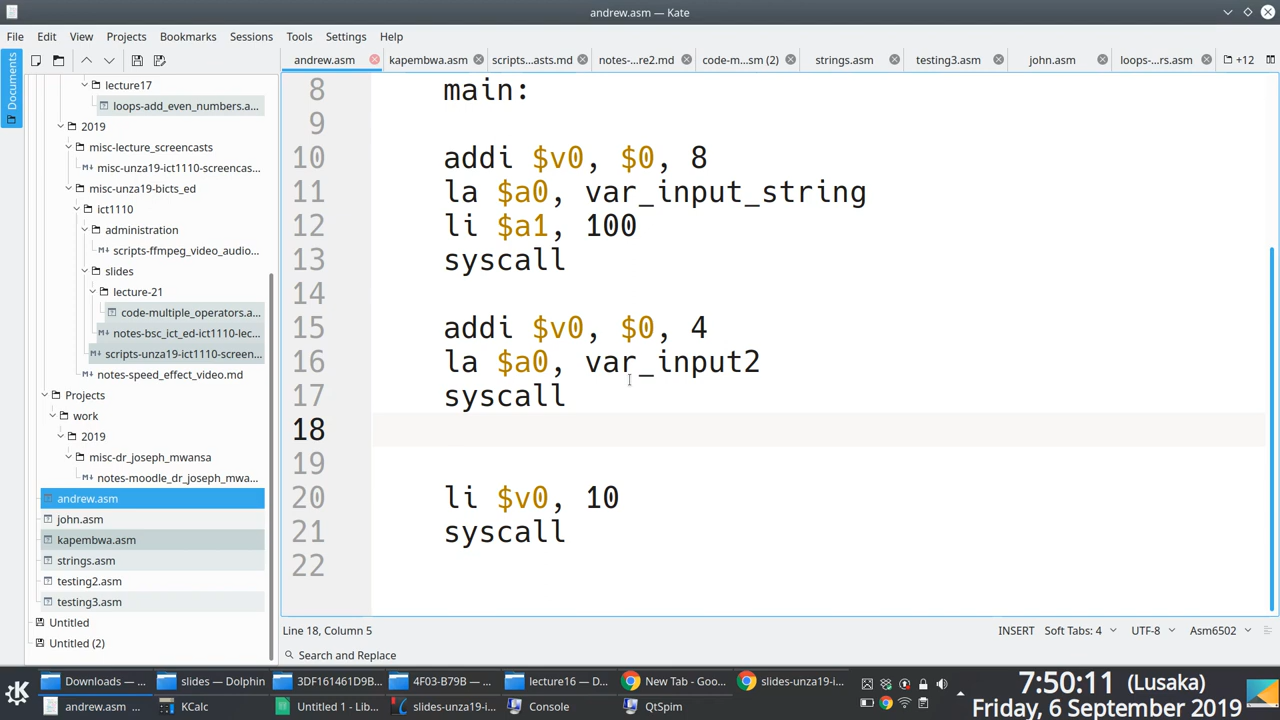 andrew.asm — Kate
File Edit View Projects Bookmarks Sessions Tools Settings Help
Documents
andrew.asm kapembwa.asm scripts...asts.md notes-...re2.md code-m...sm (2) strings.asm testing3.asm john.asm loops-...rs.asm +12
lecture17
loops-add_even_numbers.a...
2019
misc-lecture_screencasts
misc-unza19-ict1110-screencas...
misc-unza19-bicts_ed
ict1110
administration
scripts-ffmpeg_video_audio...
slides
lecture-21
code-multiple_operators.a...
notes-bsc_ict_ed-ict1110-lec...
scripts-unza19-ict1110-screen...
notes-speed_effect_video.md
Projects
work
2019
misc-dr_joseph_mwansa
notes-moodle_dr_joseph_mwa...
andrew.asm
john.asm
kapembwa.asm
strings.asm
testing2.asm
testing3.asm
Untitled
Untitled (2)
8 main:
9
10 addi $v0, $0, 8
11 la $a0, var_input_string
12 li $a1, 100
13 syscall
14
15 addi $v0, $0, 4
16 la $a0, var_input2
17 syscall
18
19
20 li $v0, 10
21 syscall
22
Line 18, Column 5 INSERT Soft Tabs: 4 UTF-8 Asm6502
Search and Replace
Downloads — ... slides — Dolphin 3DF161461D9B... 4F03-B79B — ... lecture16 — D... New Tab - Goo... slides-unza19-i...
andrew.asm ... KCalc Untitled 1 - Lib... slides-unza19-i... Console QtSpim
7:50:11 (Lusaka)
Friday, 6 September 2019